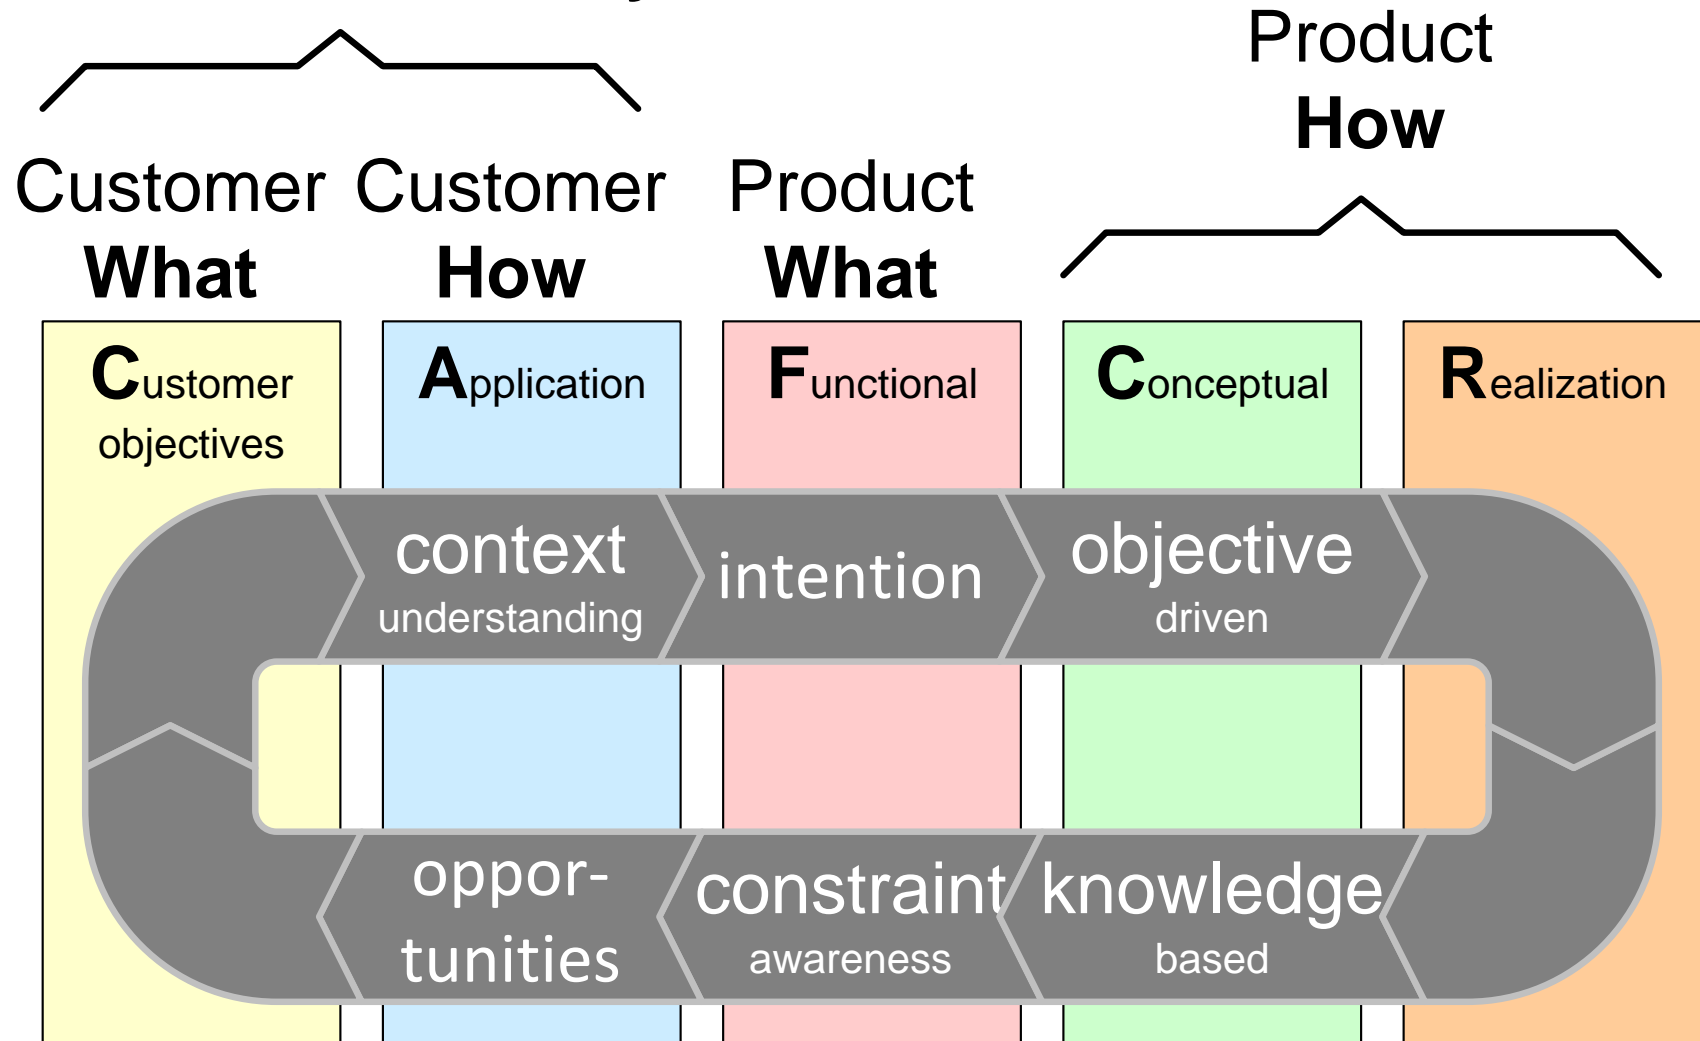 Product
How
Customer Customer Product
What How What
Customer Application Functional Conceptual Realization
objectives
context intention objective
understanding driven
oppor- constraint knowledge
tunities awareness based